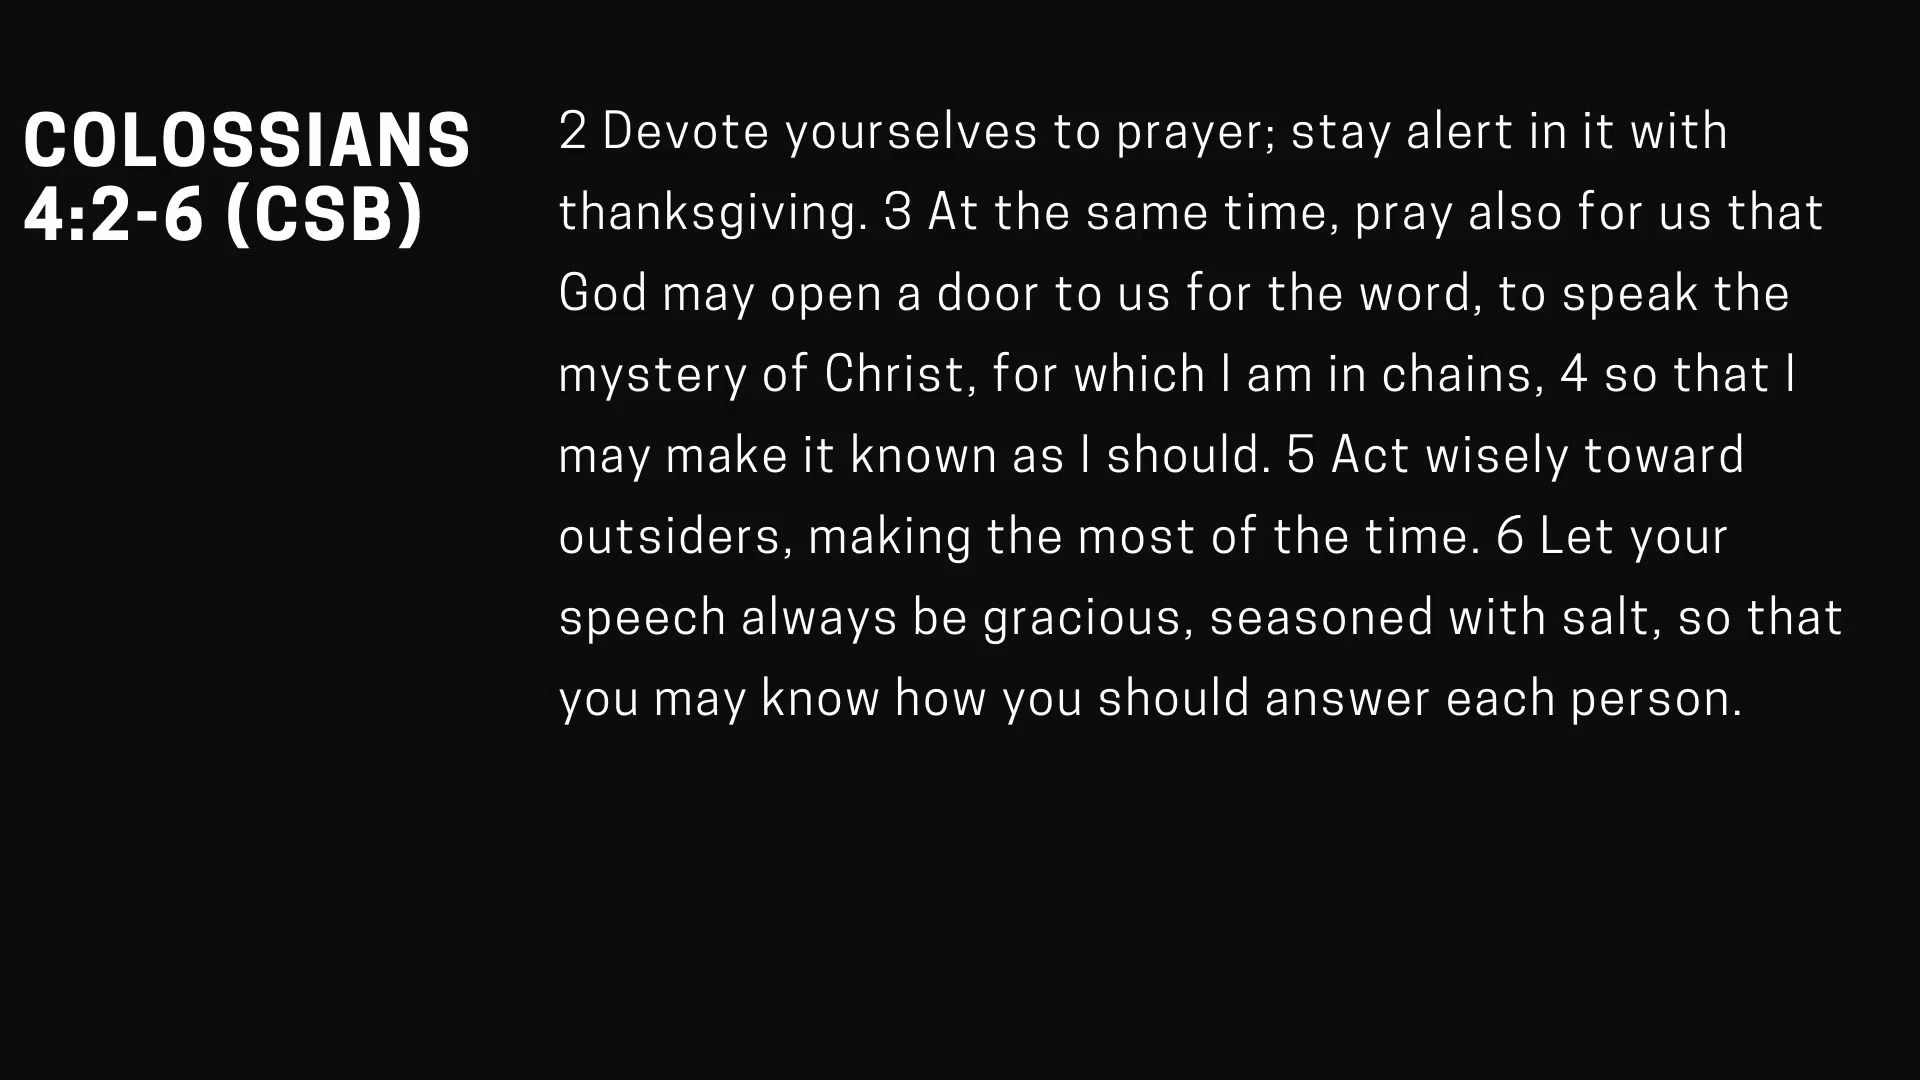 COLOSSIANS
4:2-6 (CSB)
2 Devote yourselves to prayer; stay alert in it with
thanksgiving. 3 At the same time, pray also for us that
God may open a door to us for the word, to speak the
mystery of Christ, for which I am in chains, 4 so that I
may make it known as I should. 5 Act wisely toward
outsiders, making the most of the time. 6 Let your
speech always be gracious, seasoned with salt, so that
you may know how you should answer each person.